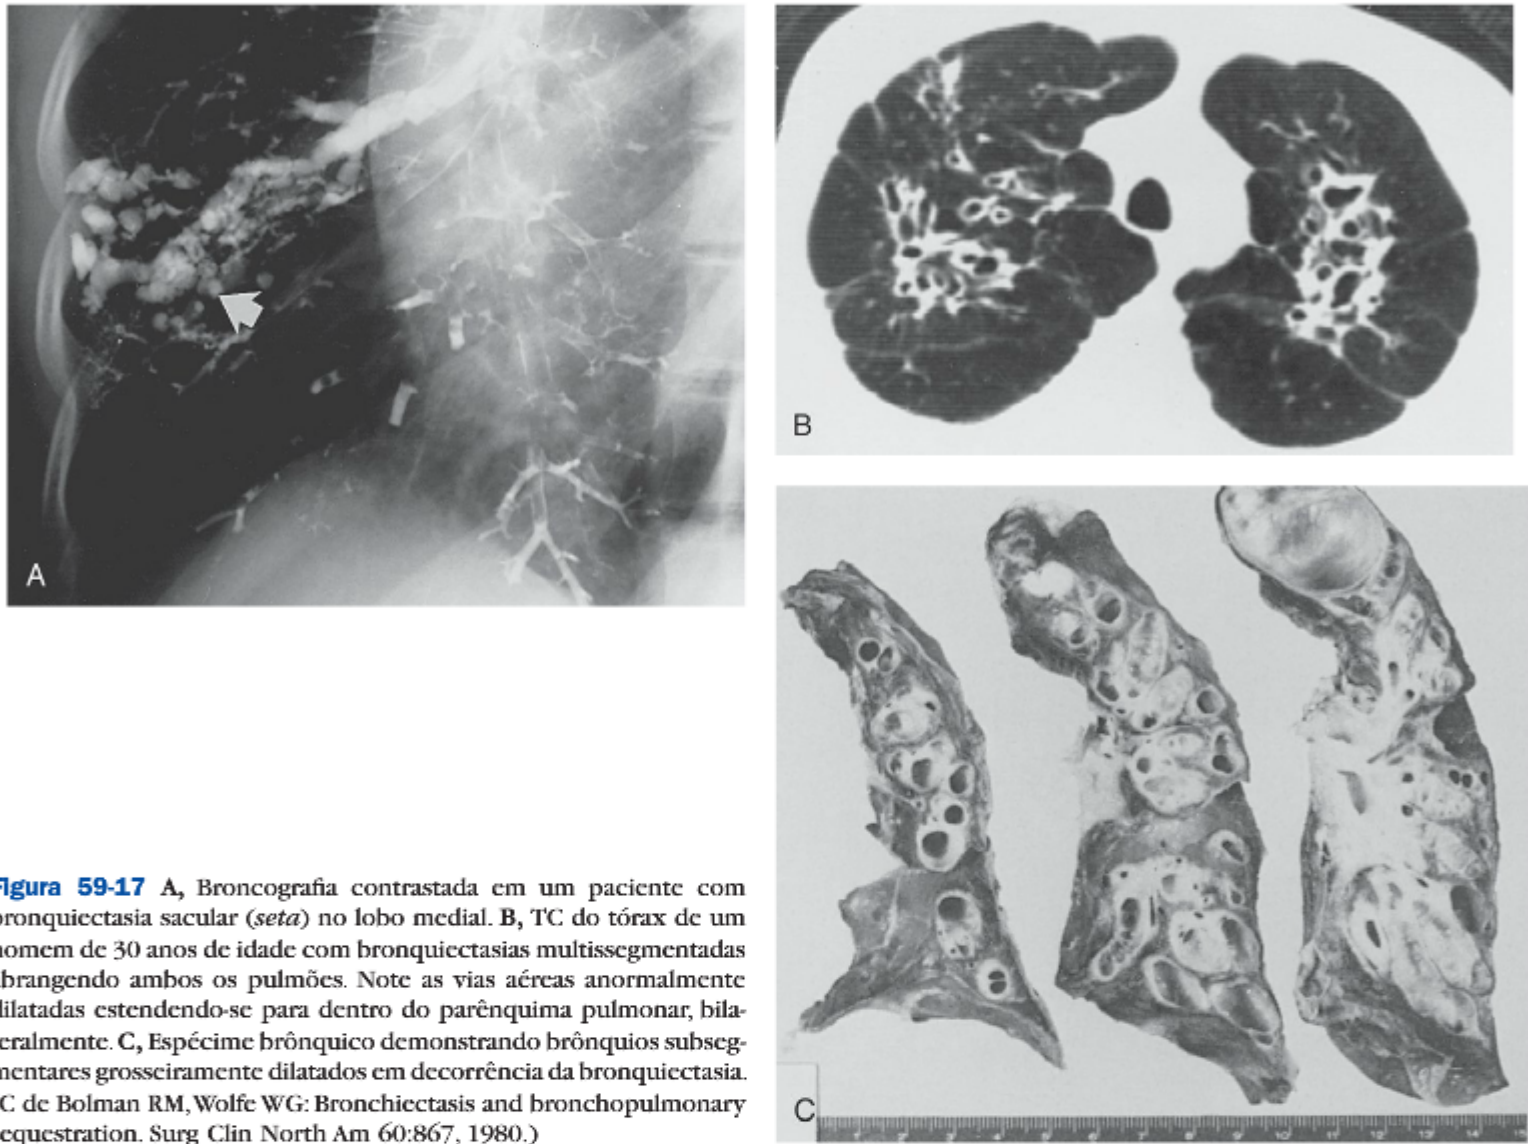 A
B
C
Figura 59-17 A, Broncografia contrastada em um paciente com
bronquiectasia sacular (seta) no lobo medial. B, TC do tórax de um
homem de 30 anos de idade com bronquiectasias multissegmentadas
abrangendo ambos os pulmões. Note as vias aéreas anormalmente
dilatadas estendendo-se para dentro do parênquima pulmonar, bila-
teralmente. C, Espécime brônquico demonstrando brônquios subseg-
mentares grosseiramente dilatados em decorrência da bronquiectasia.
(C de Bolman RM, Wolfe WG: Bronchiectasis and bronchopulmonary
sequestration. Surg Clin North Am 60:867, 1980.)